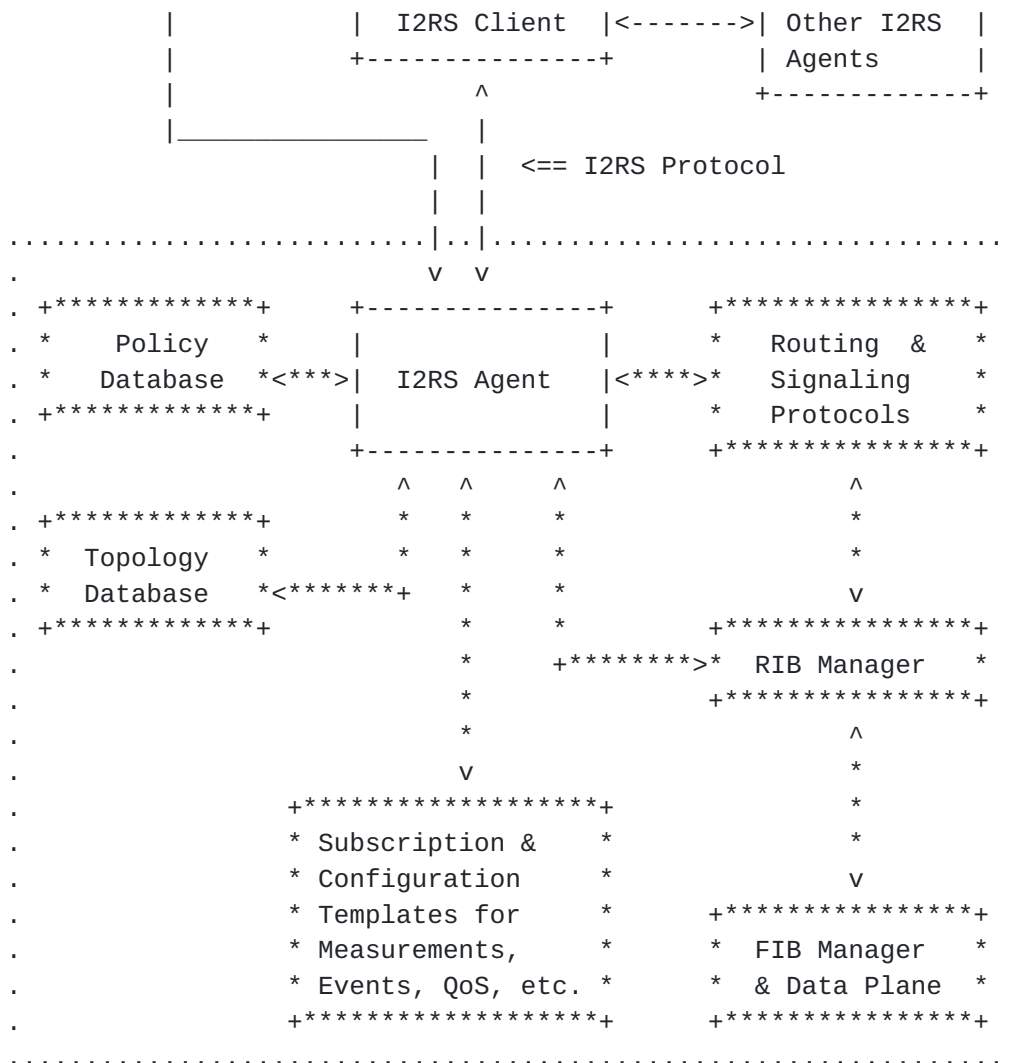 |           |  I2RS Client  |<------->| Other I2RS  |
                     |           +---------------+         | Agents      |
                     |                   ^                 +-------------+
                     |________________   |
                                      |  |  <== I2RS Protocol
                                      |  |
...........................|..|.................................
.                          v  v
. +*************+     +---------------+      +****************+
. *    Policy   *     |               |      *   Routing  &   *
. *   Database  *<***>|  I2RS Agent   |<****>*   Signaling    *
. +*************+     |               |      *   Protocols    *
.                     +---------------+      +****************+
.                        ^   ^     ^                  ^
. +*************+        *   *     *                  *
. *  Topology   *        *   *     *                  *
. *  Database   *<*******+   *     *                  v
. +*************+            *     *         +****************+
.                            *     +********>*  RIB Manager   *
.                            *               +****************+
.                            *                        ^
.                            v                        *
.                 +*******************+               *
.                 * Subscription &    *               *
.                 * Configuration     *               v
.                 * Templates for     *      +****************+
.                 * Measurements,     *      *  FIB Manager   *
.                 * Events, QoS, etc. *      *  & Data Plane  *
.                 +*******************+      +****************+
................................................................